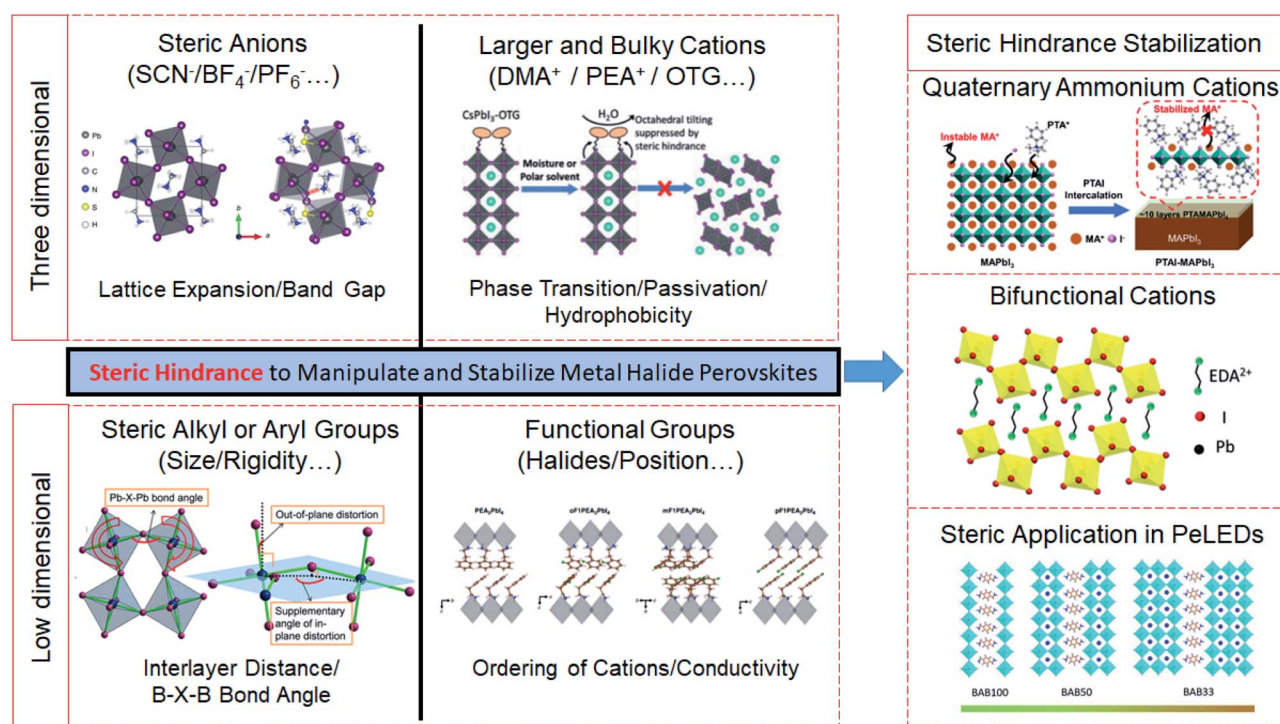 Three dimensional
Steric Anions
(SCN⁻/BF₄⁻/PF₆⁻...)
Pb
I
C
N
S
H
b
a
Lattice Expansion/Band Gap
Larger and Bulky Cations
(DMA⁺ / PEA⁺ / OTG...)
CsPbI₃-OTG
H₂O
Octahedral tilting
suppressed by
steric hindrance
Moisture or
Polar solvent
Phase Transition/Passivation/
Hydrophobicity
Steric Hindrance to Manipulate and Stabilize Metal Halide Perovskites
Low dimensional
Steric Alkyl or Aryl Groups
(Size/Rigidity...)
Pb-X-Pb bond angle
Out-of-plane distortion
Supplementary
angle of in-
plane distortion
Interlayer Distance/
B-X-B Bond Angle
Functional Groups
(Halides/Position...)
PEA₂PbI₄
oF1PEA₂PbI₄
mF1PEA₂PbI₄
pF1PEA₂PbI₄
Ordering of Cations/Conductivity
Steric Hindrance Stabilization
Quaternary Ammonium Cations
Instable MA⁺
PTA⁺
Stabilized MA⁺
PTAI
Intercalation
~10 layers PTAMAPbI₄
MAPbI₃
MA⁺
I⁻
MAPbI₃
PTAI-MAPbI₃
Bifunctional Cations
EDA²⁺
I
Pb
Steric Application in PeLEDs
BAB100
BAB50
BAB33